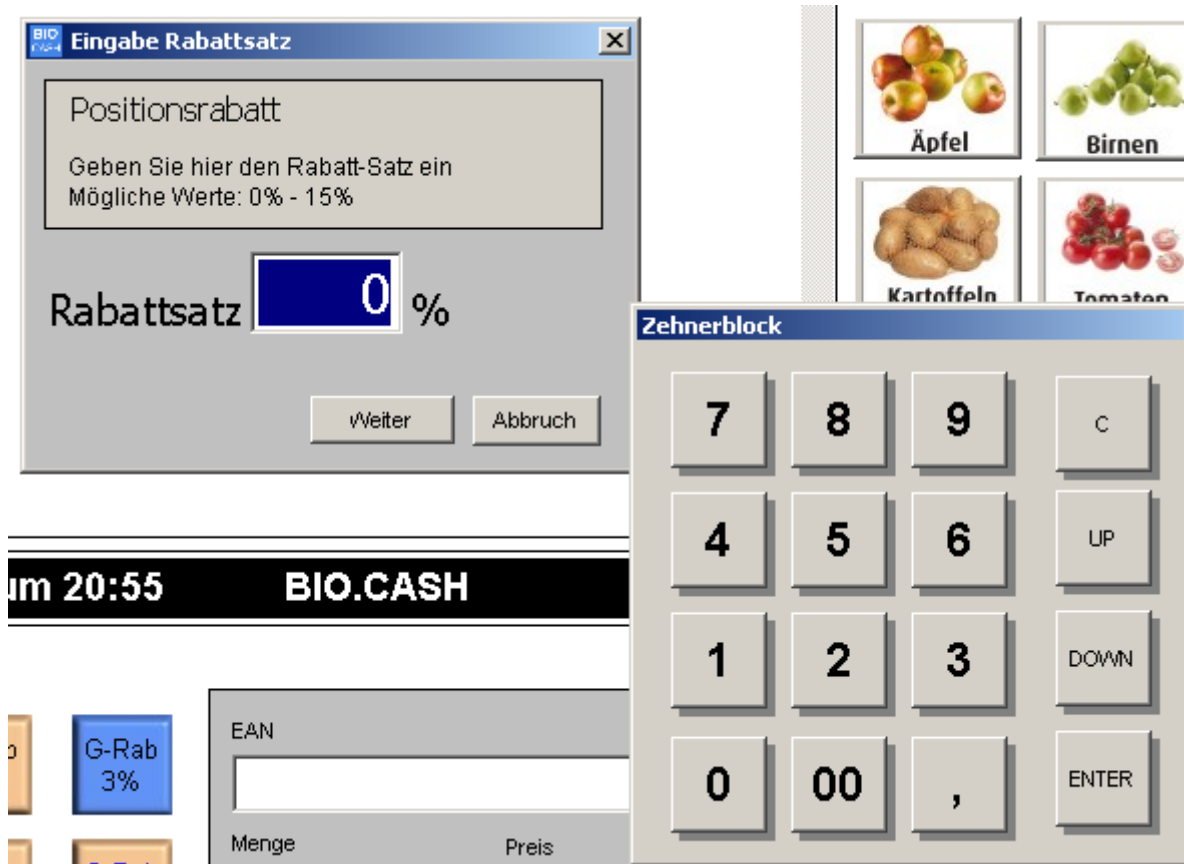 BIO CASH Eingabe Rabattsatz
Positionsrabatt
Geben Sie hier den Rabatt-Satz ein
Mögliche Werte: 0% - 15%
Rabattsatz 0 %
Weiter Abbruch
Äpfel Birnen
Kartoffeln Tomaten
Zehnerblock
7 8 9 C
4 5 6 UP
1 2 3 DOWN
0 00 , ENTER
um 20:55 BIO.CASH
G-Rab
3%
EAN
Menge Preis